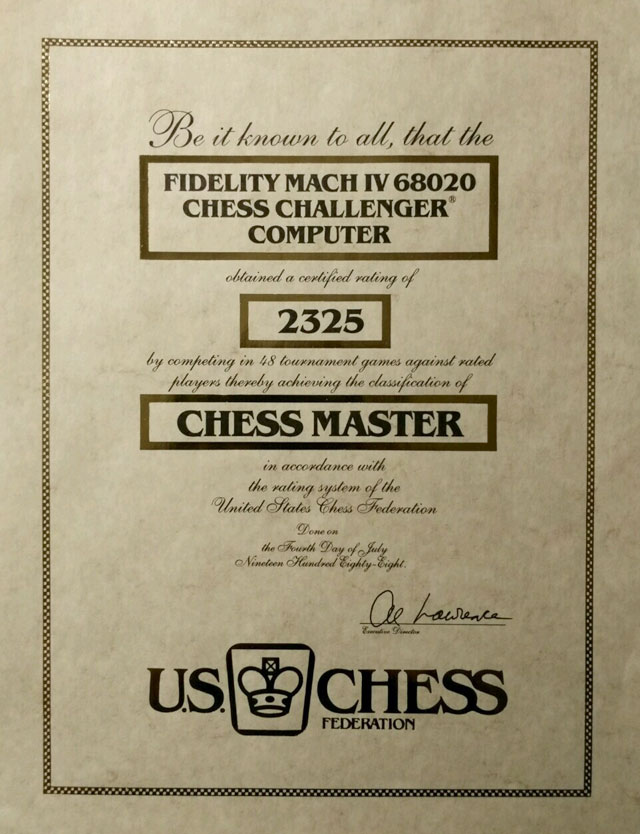 Be it known to all, that the
FIDELITY MACH IV 68020
CHESS CHALLENGER®
COMPUTER
obtained a certified rating of
2325
by competing in 48 tournament games against rated
players thereby achieving the classification of
CHESS MASTER
in accordance with
the rating system of the
United States Chess Federation
Done on
the Fourth Day of July
Nineteen Hundred Eighty-Eight.
Al Lawrence
Executive Director
U.S. CHESS
FEDERATION